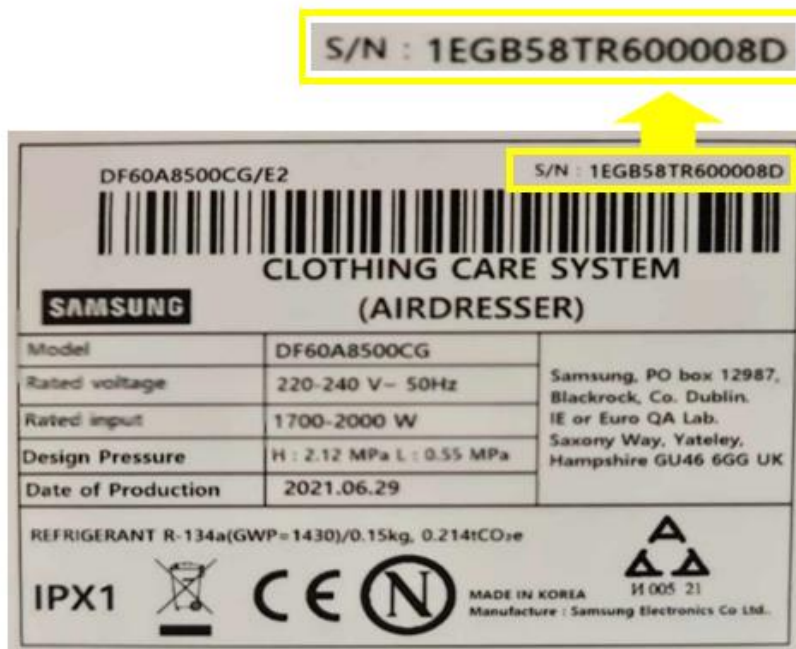 S/N : 1EGB58TR600008D
DF60A8500CG/E2
S/N : 1EGB58TR600008D
CLOTHING CARE SYSTEM
(AIRDRESSER)
SAMSUNG
Model DF60A8500CG
Rated voltage 220-240 V~ 50Hz
Rated input 1700-2000 W
Design Pressure H : 2.12 MPa L : 0.55 MPa
Date of Production 2021.06.29
Samsung, PO box 12987,
Blackrock, Co. Dublin.
IE or Euro QA Lab.
Saxony Way, Yateley,
Hampshire GU46 6GG UK
REFRIGERANT R-134a(GWP=1430)/0.15kg, 0.214tCO₂e
IPX1
CE
N
MADE IN KOREA
Manufacture : Samsung Electronics Co Ltd..
И 005 21